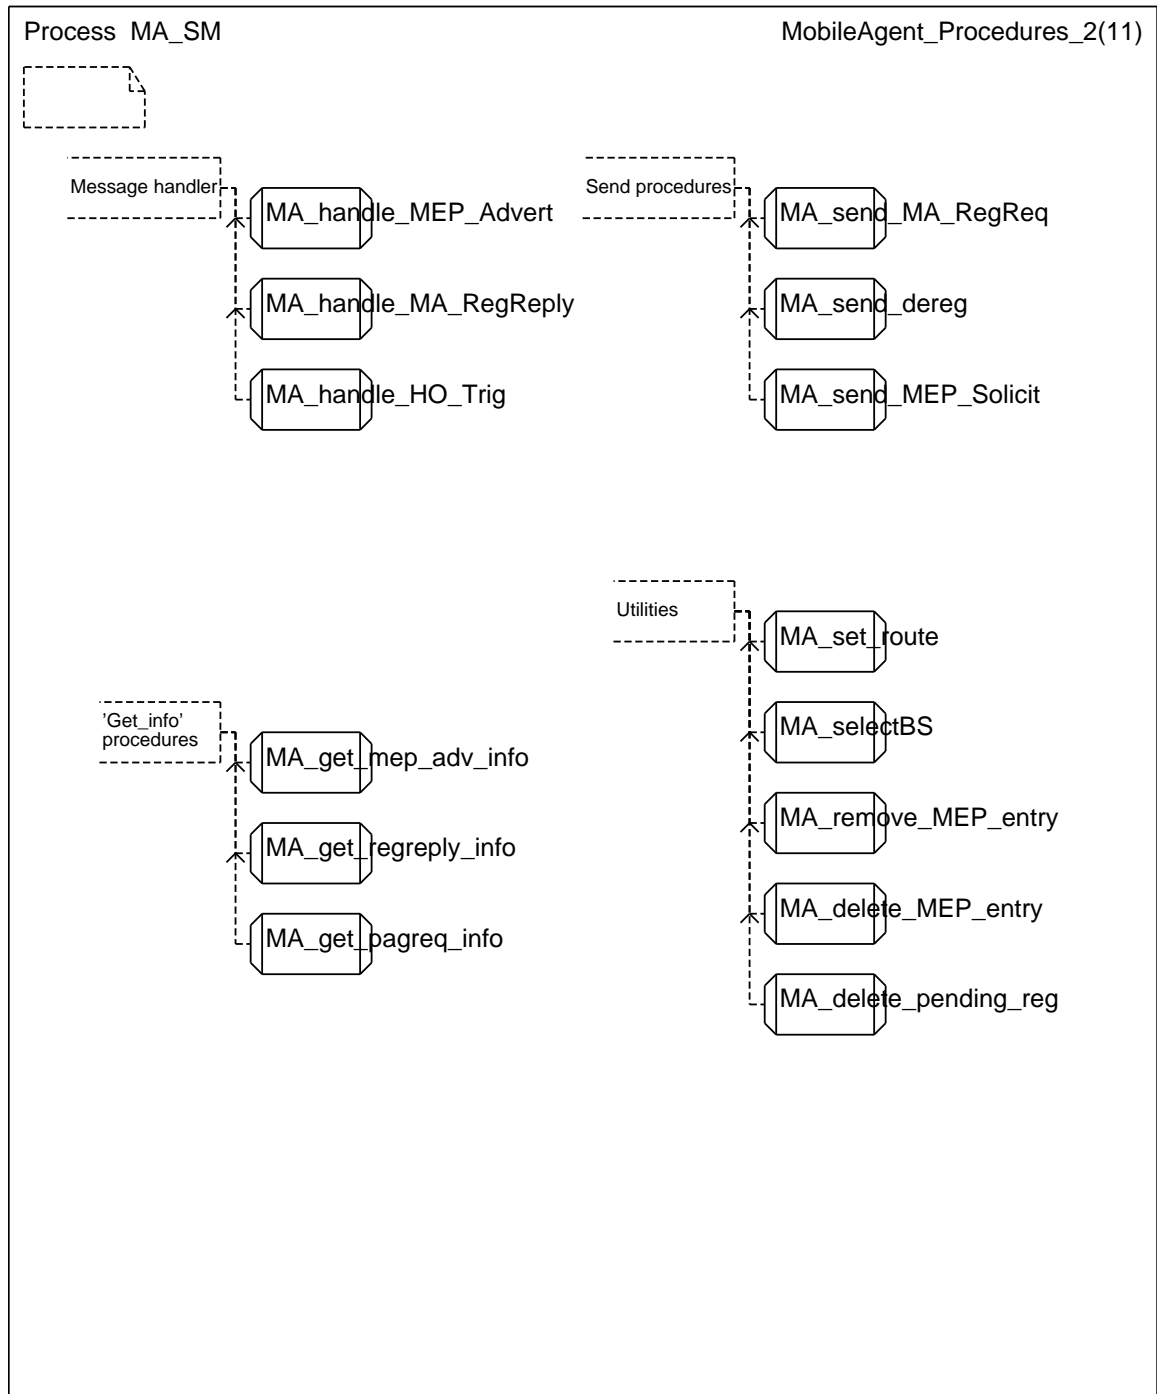 Process MA_SM
MobileAgent_Procedures_2(11)
Message handler
MA_handle_MEP_Advert
MA_handle_MA_RegReply
MA_handle_HO_Trig
Send procedures
MA_send_MA_RegReq
MA_send_dereg
MA_send_MEP_Solicit
'Get_info'
procedures
MA_get_mep_adv_info
MA_get_regreply_info
MA_get_pagreq_info
Utilities
MA_set_route
MA_selectBS
MA_remove_MEP_entry
MA_delete_MEP_entry
MA_delete_pending_reg